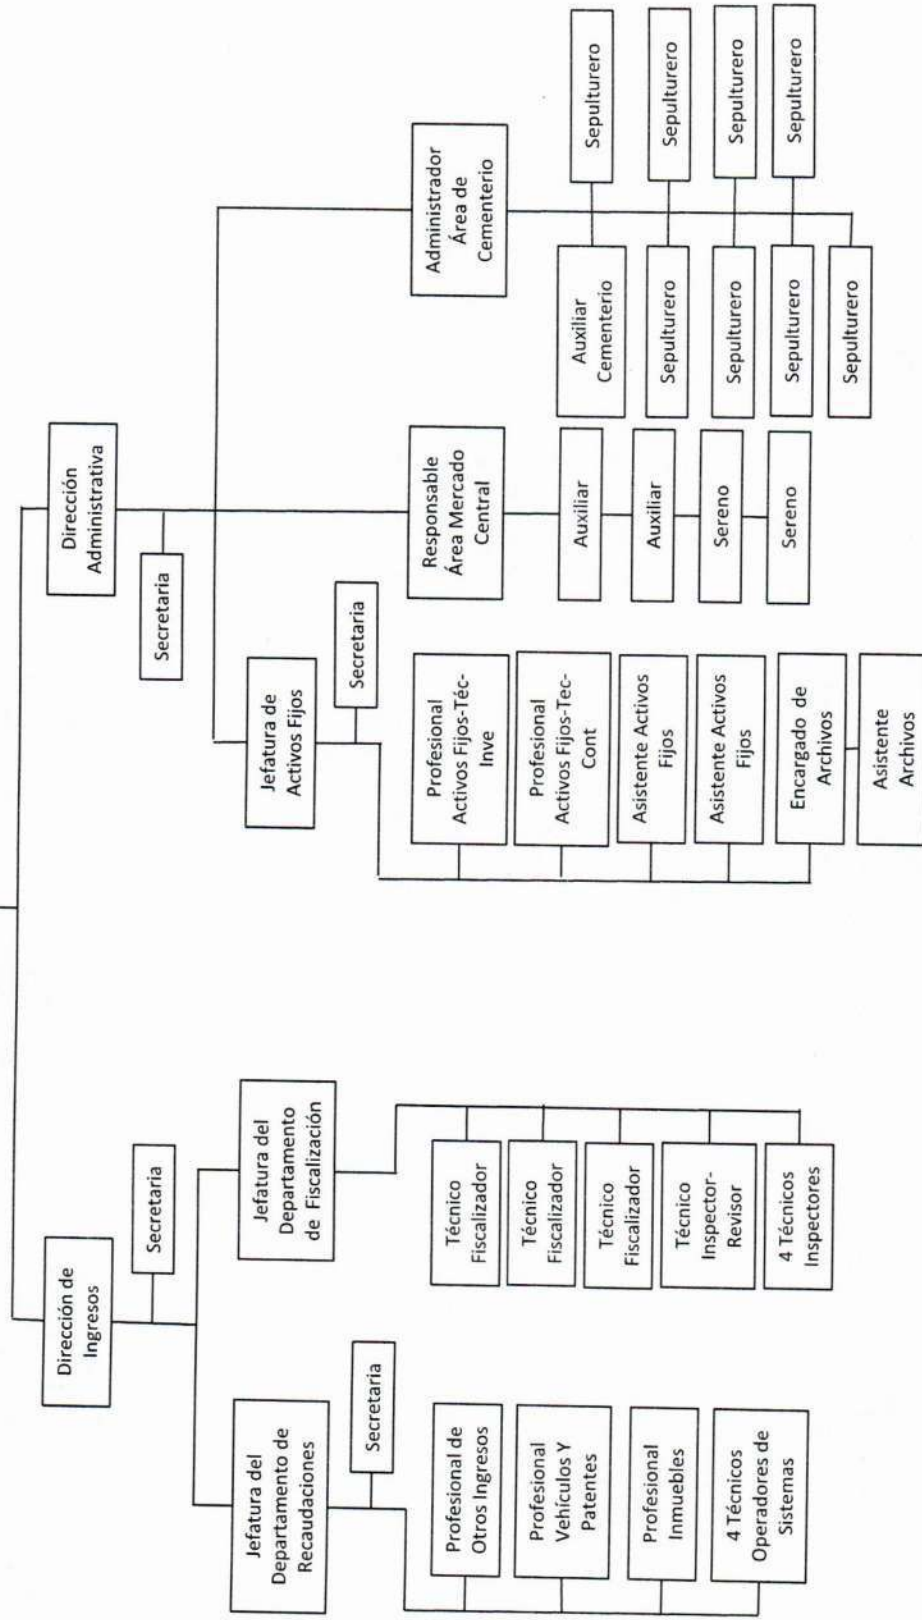 Dirección de
Ingresos
Secretaria
Jefatura del
Departamento de
Recaudaciones
Secretaria
Profesional de
Otros Ingresos
Profesional
Vehículos Y
Patentes
Profesional
Inmuebles
4 Técnicos
Operadores de
Sistemas
Jefatura del
Departamento
de Fiscalización
Técnico
Fiscalizador
Técnico
Fiscalizador
Técnico
Fiscalizador
Técnico
Inspector-
Revisor
4 Técnicos
Inspectores
Dirección
Administrativa
Secretaria
Jefatura de
Activos Fijos
Secretaria
Profesional
Activos Fijos-Téc-
Inve
Profesional
Activos Fijos-Tec-
Cont
Asistente Activos
Fijos
Asistente Activos
Fijos
Encargado de
Archivos
Asistente
Archivos
Responsable
Área Mercado
Central
Auxiliar
Auxiliar
Sereno
Sereno
Administrador
Área de
Cementerio
Auxiliar
Cementerio
Sepulturero
Sepulturero
Sepulturero
Sepulturero
Sepulturero
Sepulturero
Sepulturero
Sepulturero